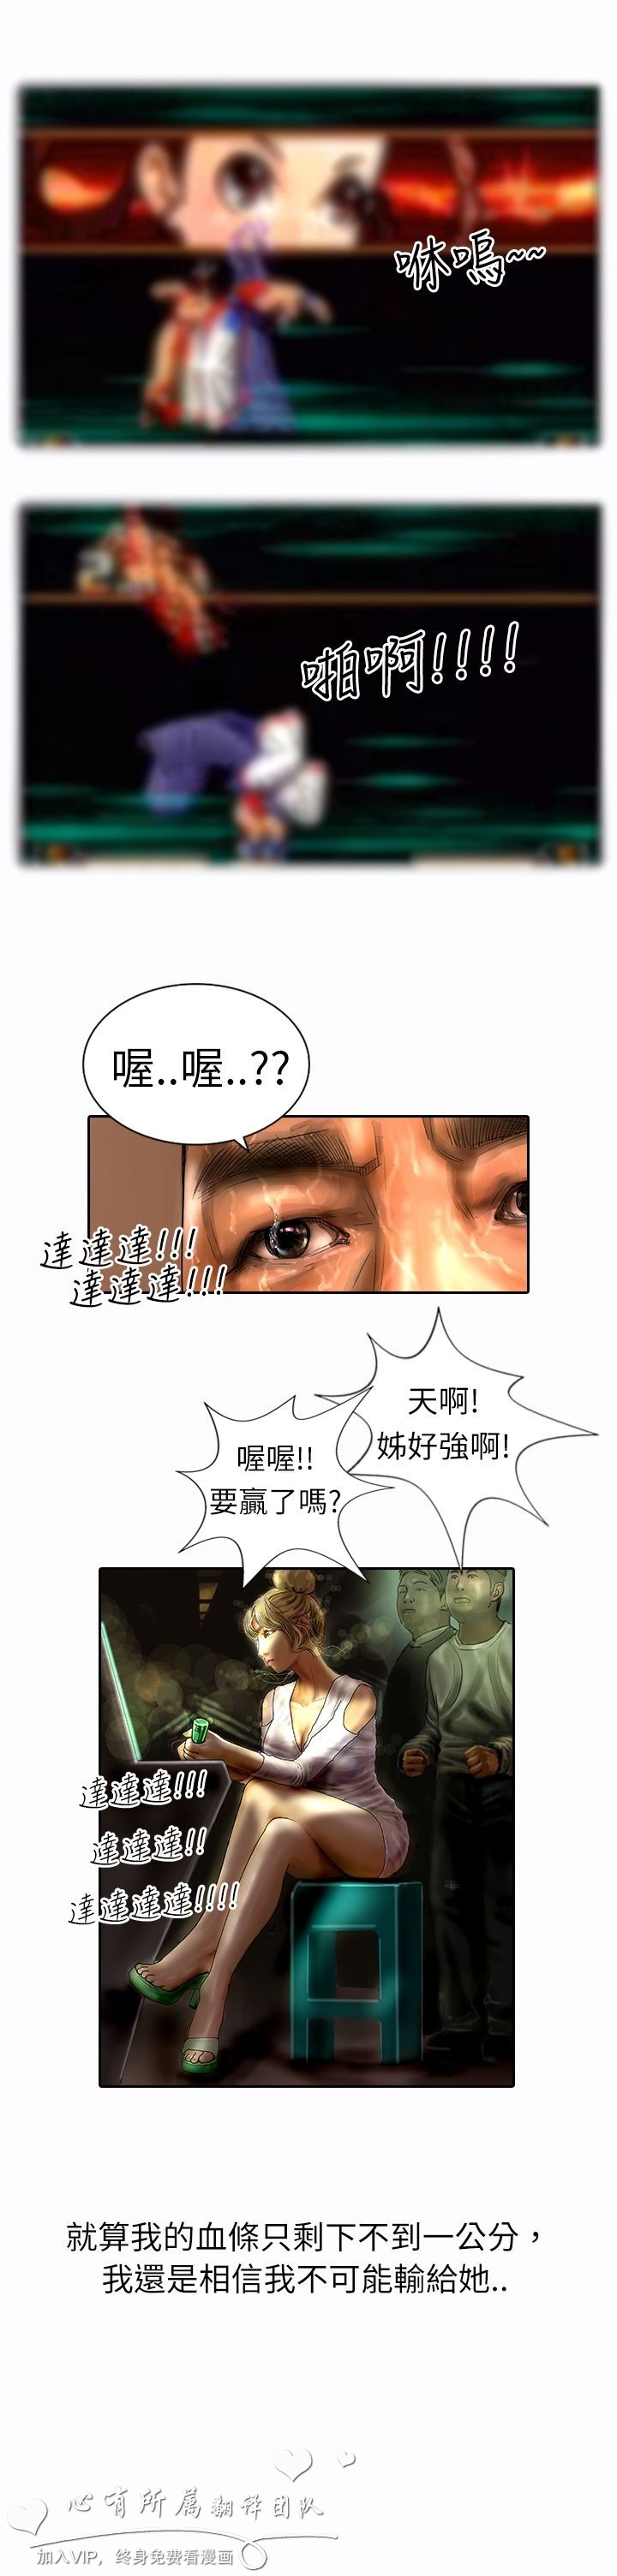 咻嗚~~
啪啊!!!!
喔..喔..??
達達達!!!
達達達!!!
天啊!
姊好強啊!
喔喔!!
要贏了嗎?
達達達!!!
達達達!!
達達達達!!!!
就算我的血條只剩下不到一公分，
我還是相信我不可能輸給她..
心有所属翻译团队
加入VIP，终身免费看漫画